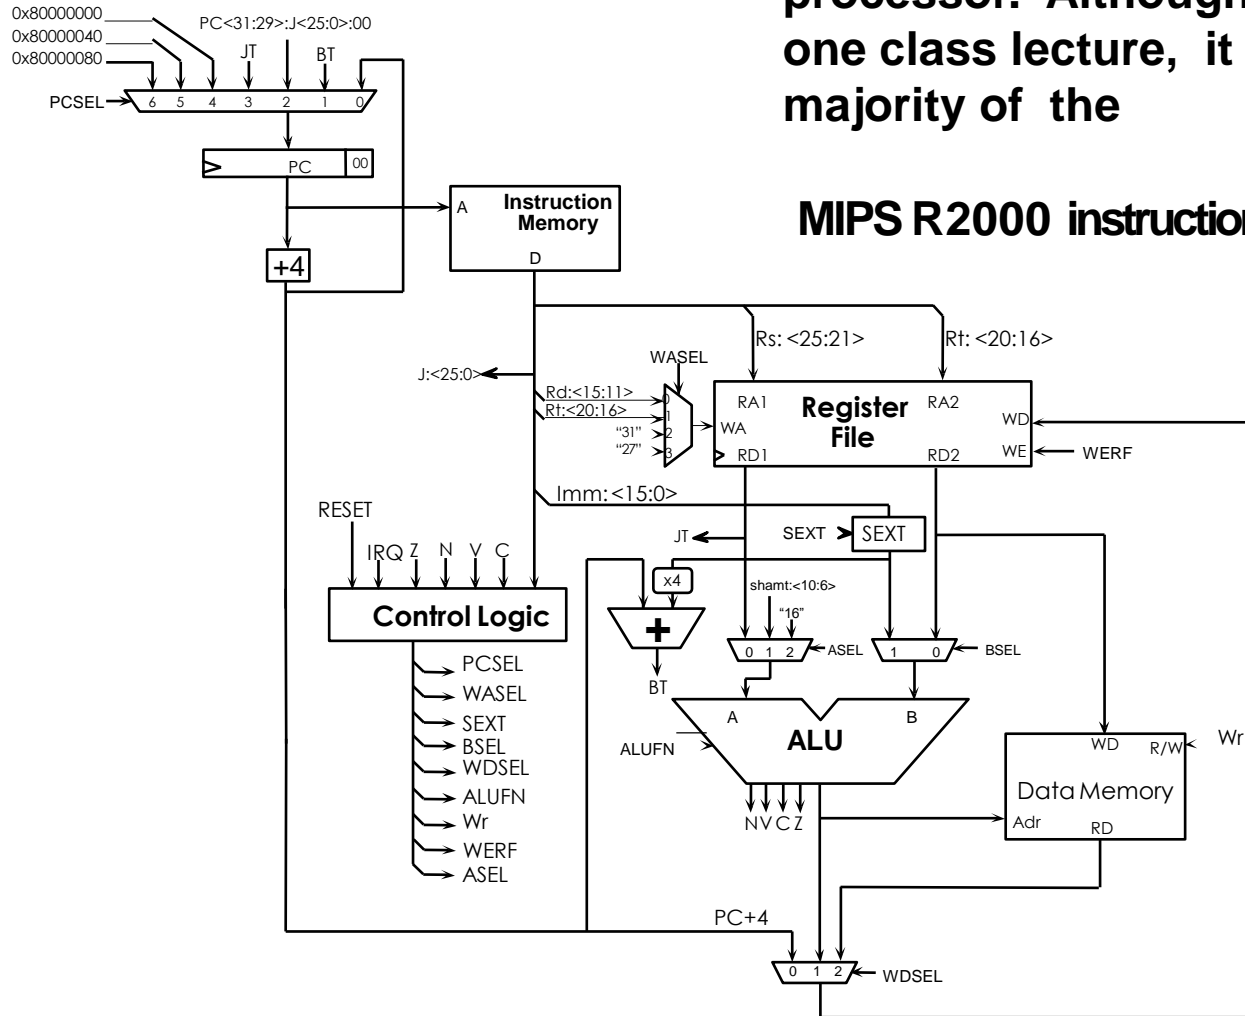 processor. Although
one class lecture, it
majority of the
MIPS R2000 instruction
0x80000000
0x80000040
0x80000080
PC<31:29>:J<25:0>:00
JT
BT
PCSEL
6 5 4 3 2 1 0
PC
00
+4
A
Instruction
Memory
D
Rs: <25:21>
Rt: <20:16>
J:<25:0>
WASEL
Rd:<15:11>
Rt:<20:16>
"31"
"27"
0
1
2
3
RA1
Register
File
RA2
WA
WD
RD1
RD2
WE
WERF
Imm: <15:0>
RESET
IRQ Z N V C
JT
SEXT
SEXT
x4
shamt:<10:6>
"16"
Control Logic
+
0 1 2
ASEL
1 0
BSEL
BT
PCSEL
WASEL
SEXT
BSEL
WDSEL
ALUFN
Wr
WERF
ASEL
A
B
ALU
ALUFN
N V C Z
WD
R/W
Wr
Data Memory
Adr
RD
PC+4
0 1 2
WDSEL